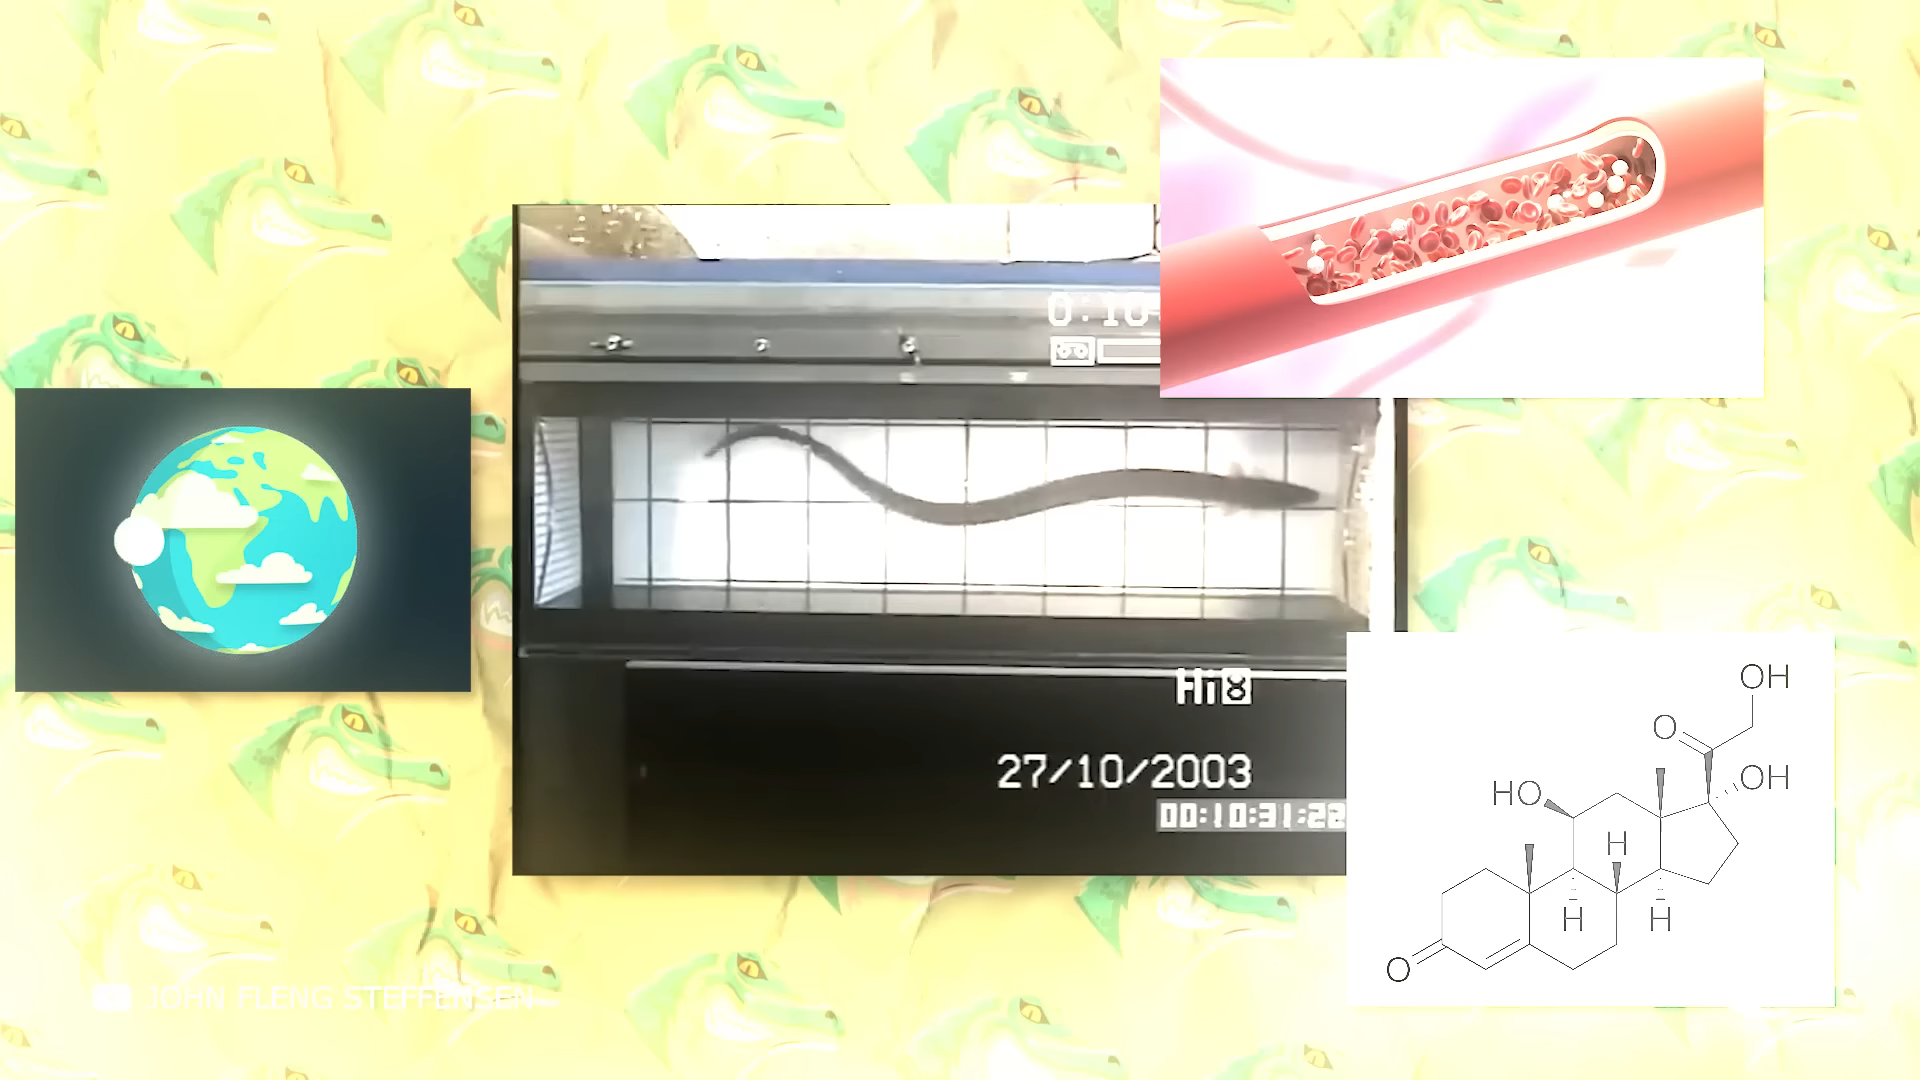 0:10
Hi8
27/10/2003
00:10:31:22
OH
O
OH
HO
H
H
H
O
JOHN FLENG STEFFENSEN